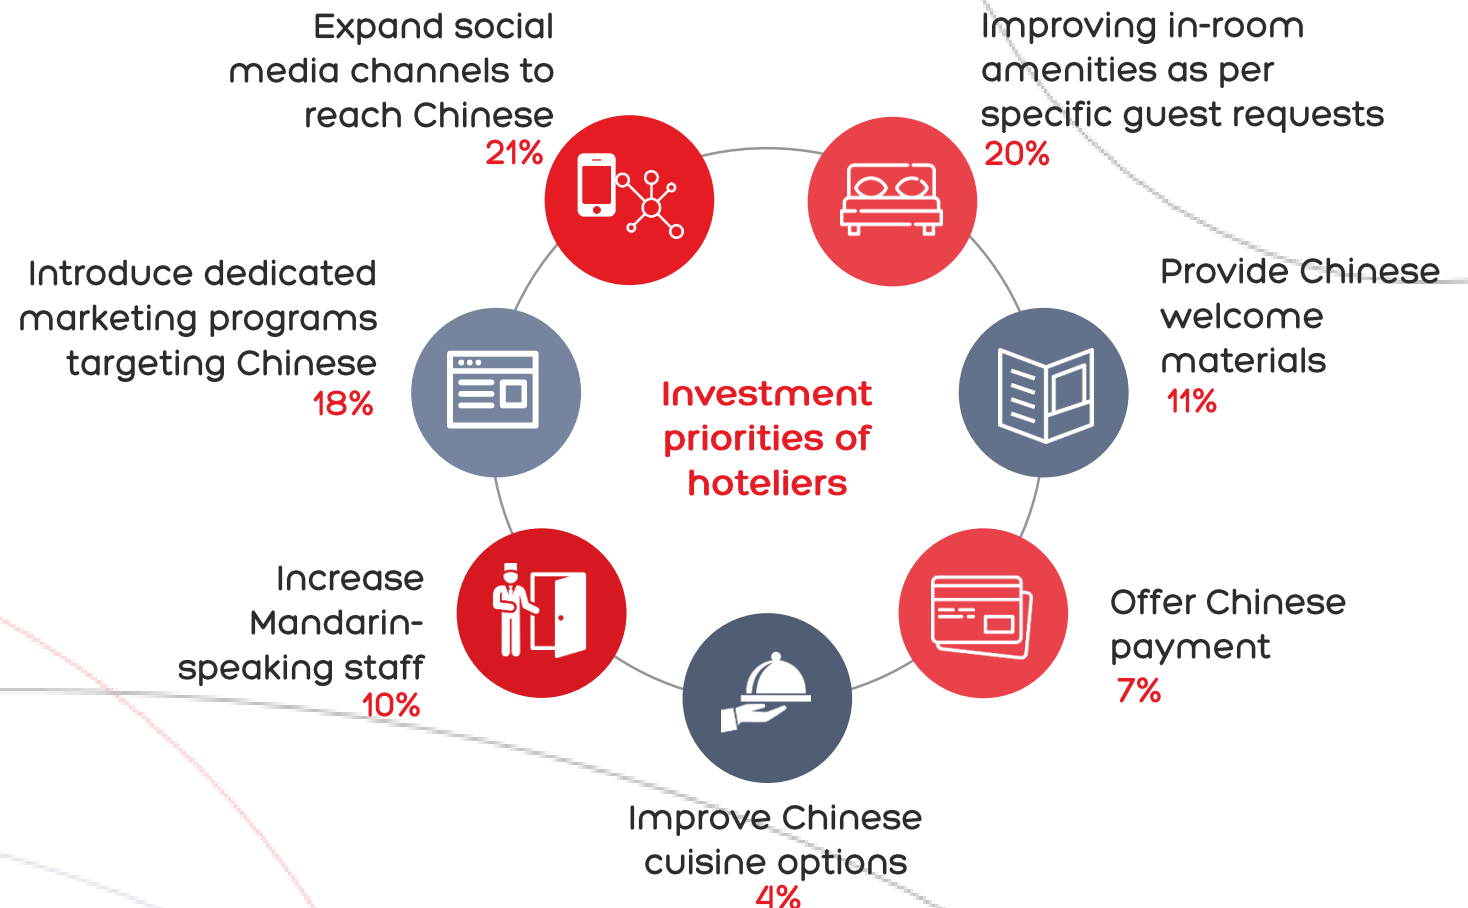 Expand social
media channels to
reach Chinese
21%
Improving in-room
amenities as per
specific guest requests
20%
Introduce dedicated
marketing programs
targeting Chinese
18%
Provide Chinese
welcome
materials
11%
Investment
priorities of
hoteliers
Increase
Mandarin-
speaking staff
10%
Offer Chinese
payment
7%
Improve Chinese
cuisine options
4%